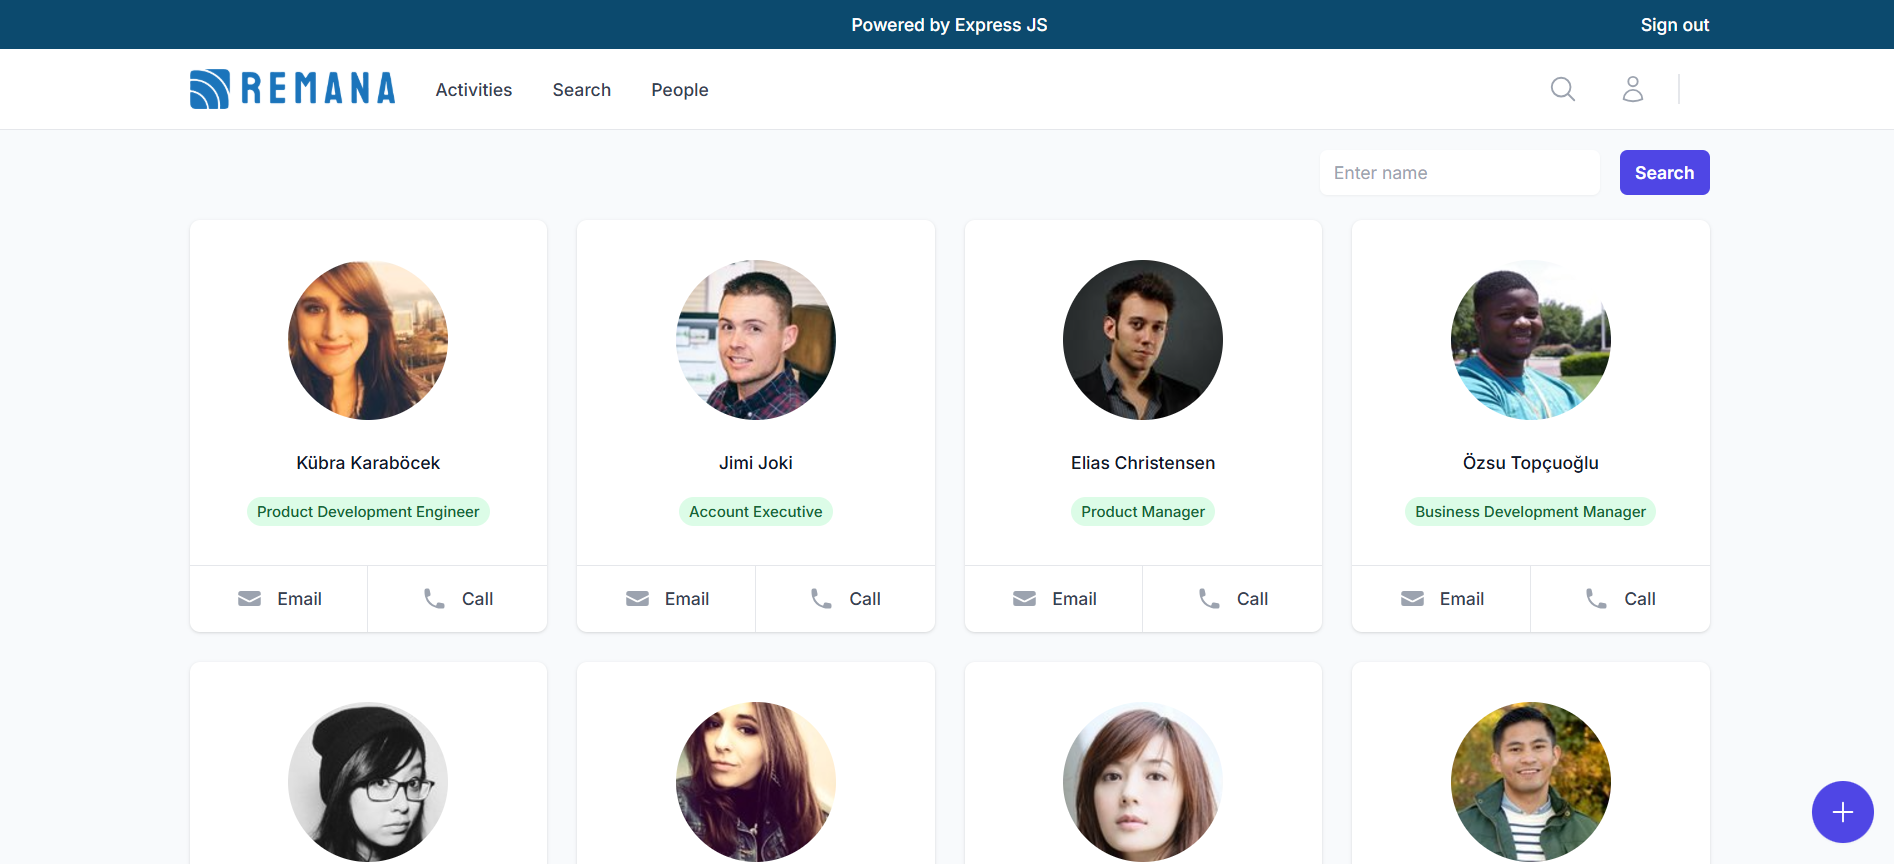 Powered by Express JS
Sign out
REMANA
Activities
Search
People
Enter name
Search
Kübra Karaböcek
Product Development Engineer
Email
Call
Jimi Joki
Account Executive
Email
Call
Elias Christensen
Product Manager
Email
Call
Özsu Topçuoğlu
Business Development Manager
Email
Call